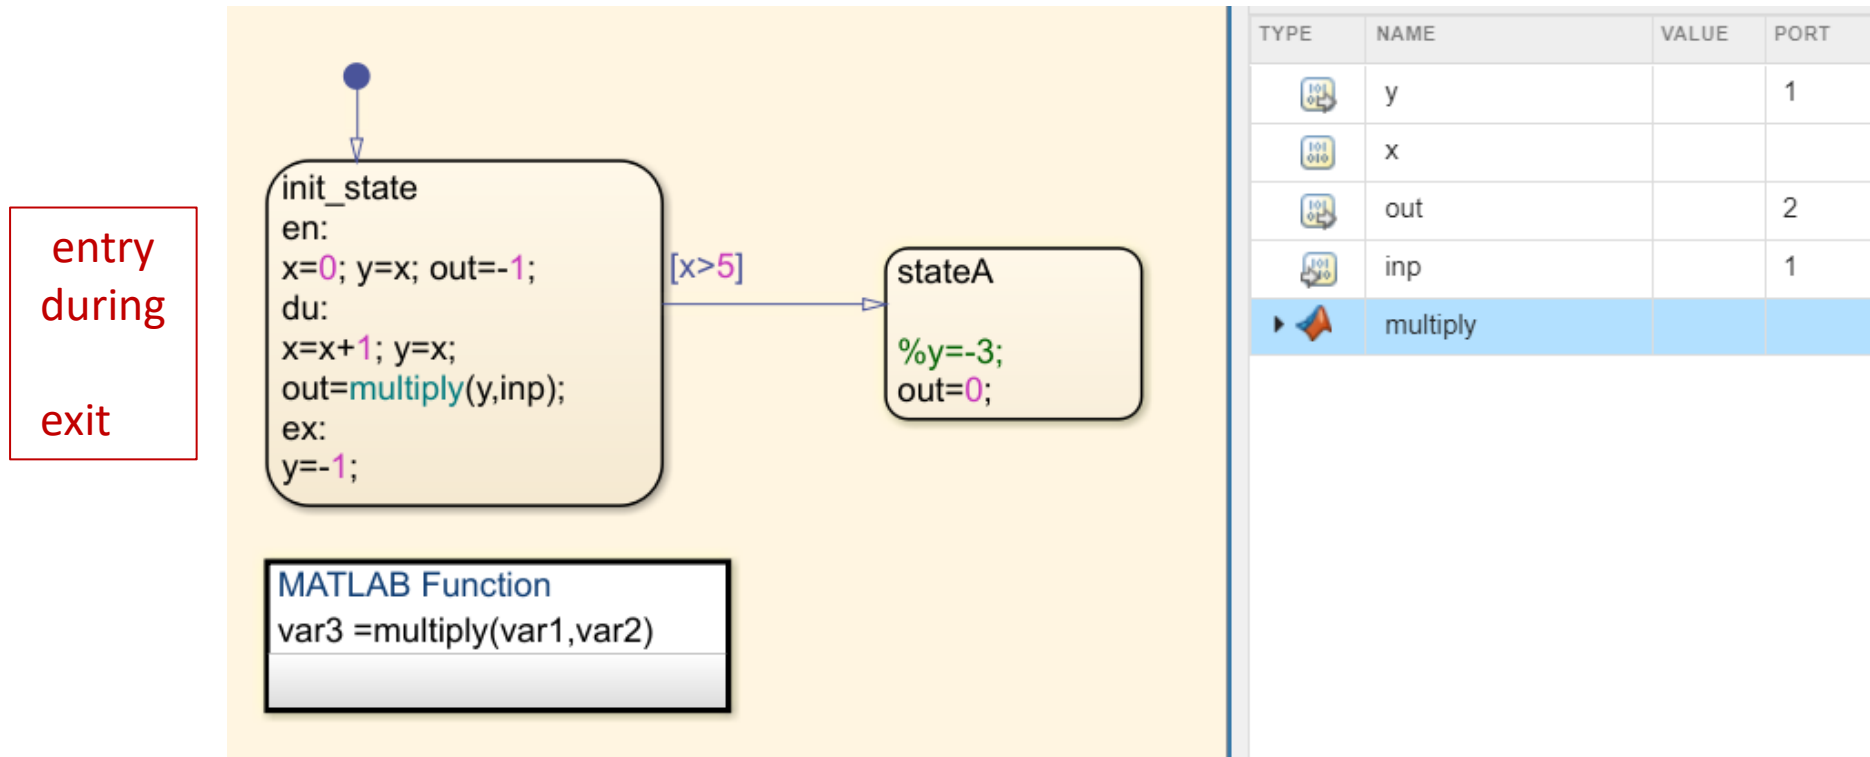 entry
during
exit
init_state
en:
x=0; y=x; out=-1;
du:
x=x+1; y=x;
out=multiply(y,inp);
ex:
y=-1;
[x>5]
stateA
%y=-3;
out=0;
MATLAB Function
var3 =multiply(var1,var2)
TYPE NAME VALUE PORT
y 1
x
out 2
inp 1
multiply